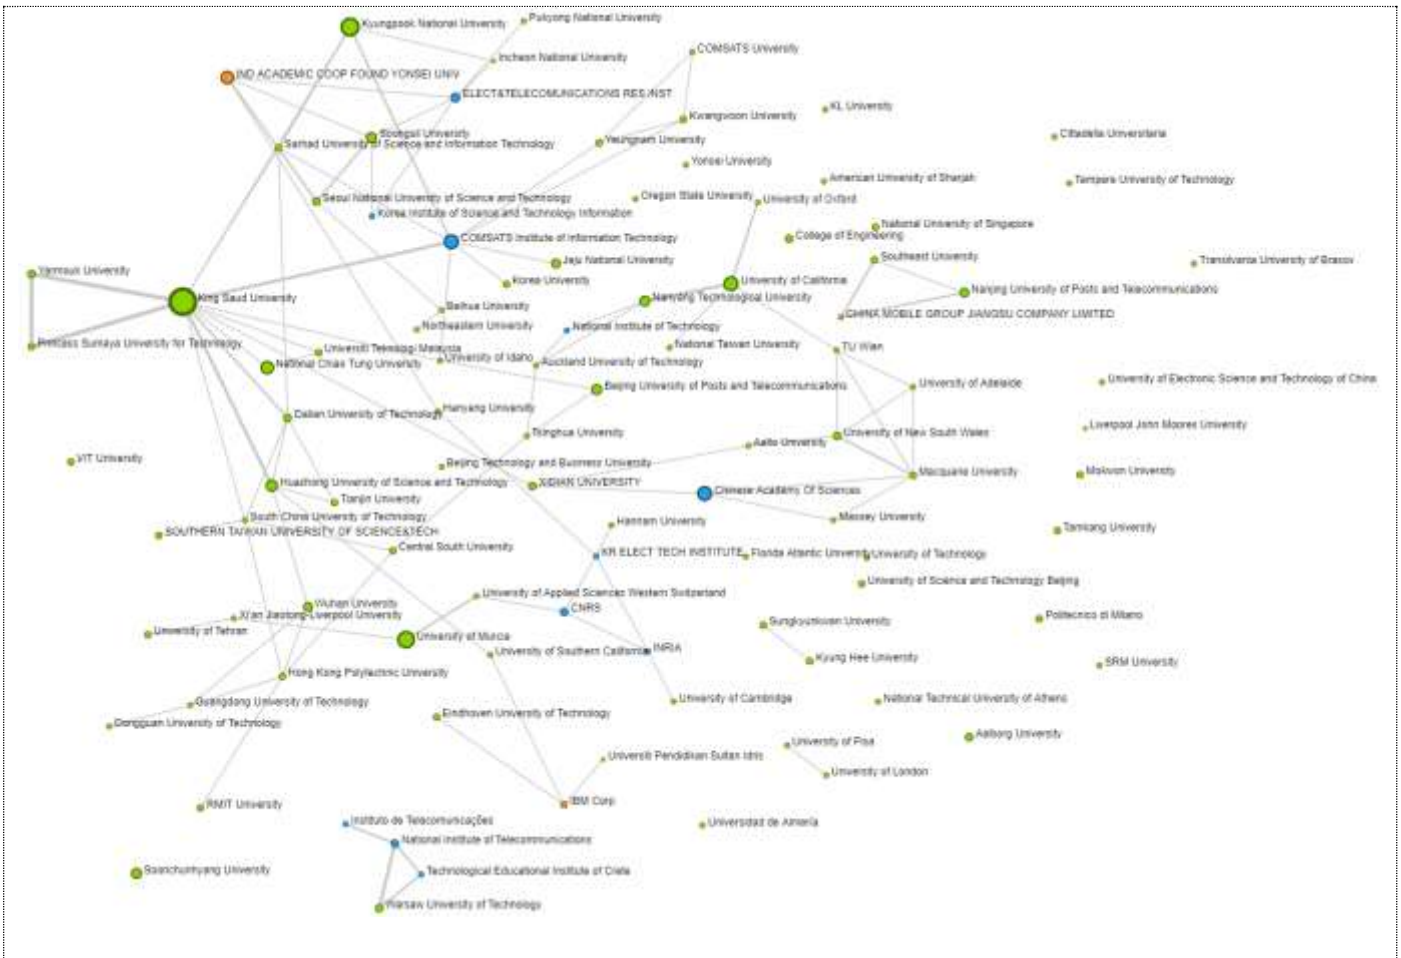 Kyungpook National University
Pukyong National University
Incheon National University
COMSATS University
IND ACADEMIC COOP FOUND YONSEI UNIV
ELECT&TELECOMUNICATIONS RES INST
KL University
Kwangwoon University
Soongsil University
Cittadella Universitaria
Sarhad University of Science and Information Technology
Yeungnam University
Yonsei University
American University of Sharjah
Tampere University of Technology
Seoul National University of Science and Technology
Oregon State University
University of Oxford
Korea Institute of Science and Technology Information
National University of Singapore
College of Engineering
COMSATS Institute of Information Technology
Southeast University
Jeju National University
Transilvania University of Brasov
Yarmouk University
Korea University
University of California
Nanjing University of Posts and Telecommunications
King Saud University
Nanyang Technological University
Beihua University
CHINA MOBILE GROUP JIANGSU COMPANY LIMITED
Northeastern University
National Institute of Technology
Princess Sumaya University for Technology
Universiti Teknologi Malaysia
National Taiwan University
TU Wien
University of Idaho
Auckland University of Technology
National Chiao Tung University
University of Electronic Science and Technology of China
Beijing University of Posts and Telecommunications
University of Adelaide
Hanyang University
Dalian University of Technology
Liverpool John Moores University
Tsinghua University
University of New South Wales
Aalto University
VIT University
Beijing Technology and Business University
Macquarie University
Mokwon University
Huazhong University of Science and Technology
XIDIAN UNIVERSITY
Chinese Academy Of Sciences
Tianjin University
South China University of Technology
Massey University
Hannam University
Tamkang University
SOUTHERN TAIWAN UNIVERSITY OF SCIENCE&TECH
Central South University
KR ELECT TECH INSTITUTE
Florida Atlantic University
University of Technology
University of Science and Technology Beijing
University of Applied Sciences Western Switzerland
Wuhan University
CNRS
Xi'an Jiaotong-Liverpool University
Politecnico di Milano
Sungkyunkwan University
University of Tehran
University of Murcia
University of Southern California
INRIA
Kyung Hee University
SRM University
Hong Kong Polytechnic University
Guangdong University of Technology
University of Cambridge
National Technical University of Athens
Eindhoven University of Technology
Dongguan University of Technology
Aalborg University
University of Pisa
Universiti Pendidikan Sultan Idris
University of London
RMIT University
IBM Corp
Instituto de Telecomunicações
Universidad de Almería
National Institute of Telecommunications
Soonchunhyang University
Technological Educational Institute of Crete
Warsaw University of Technology